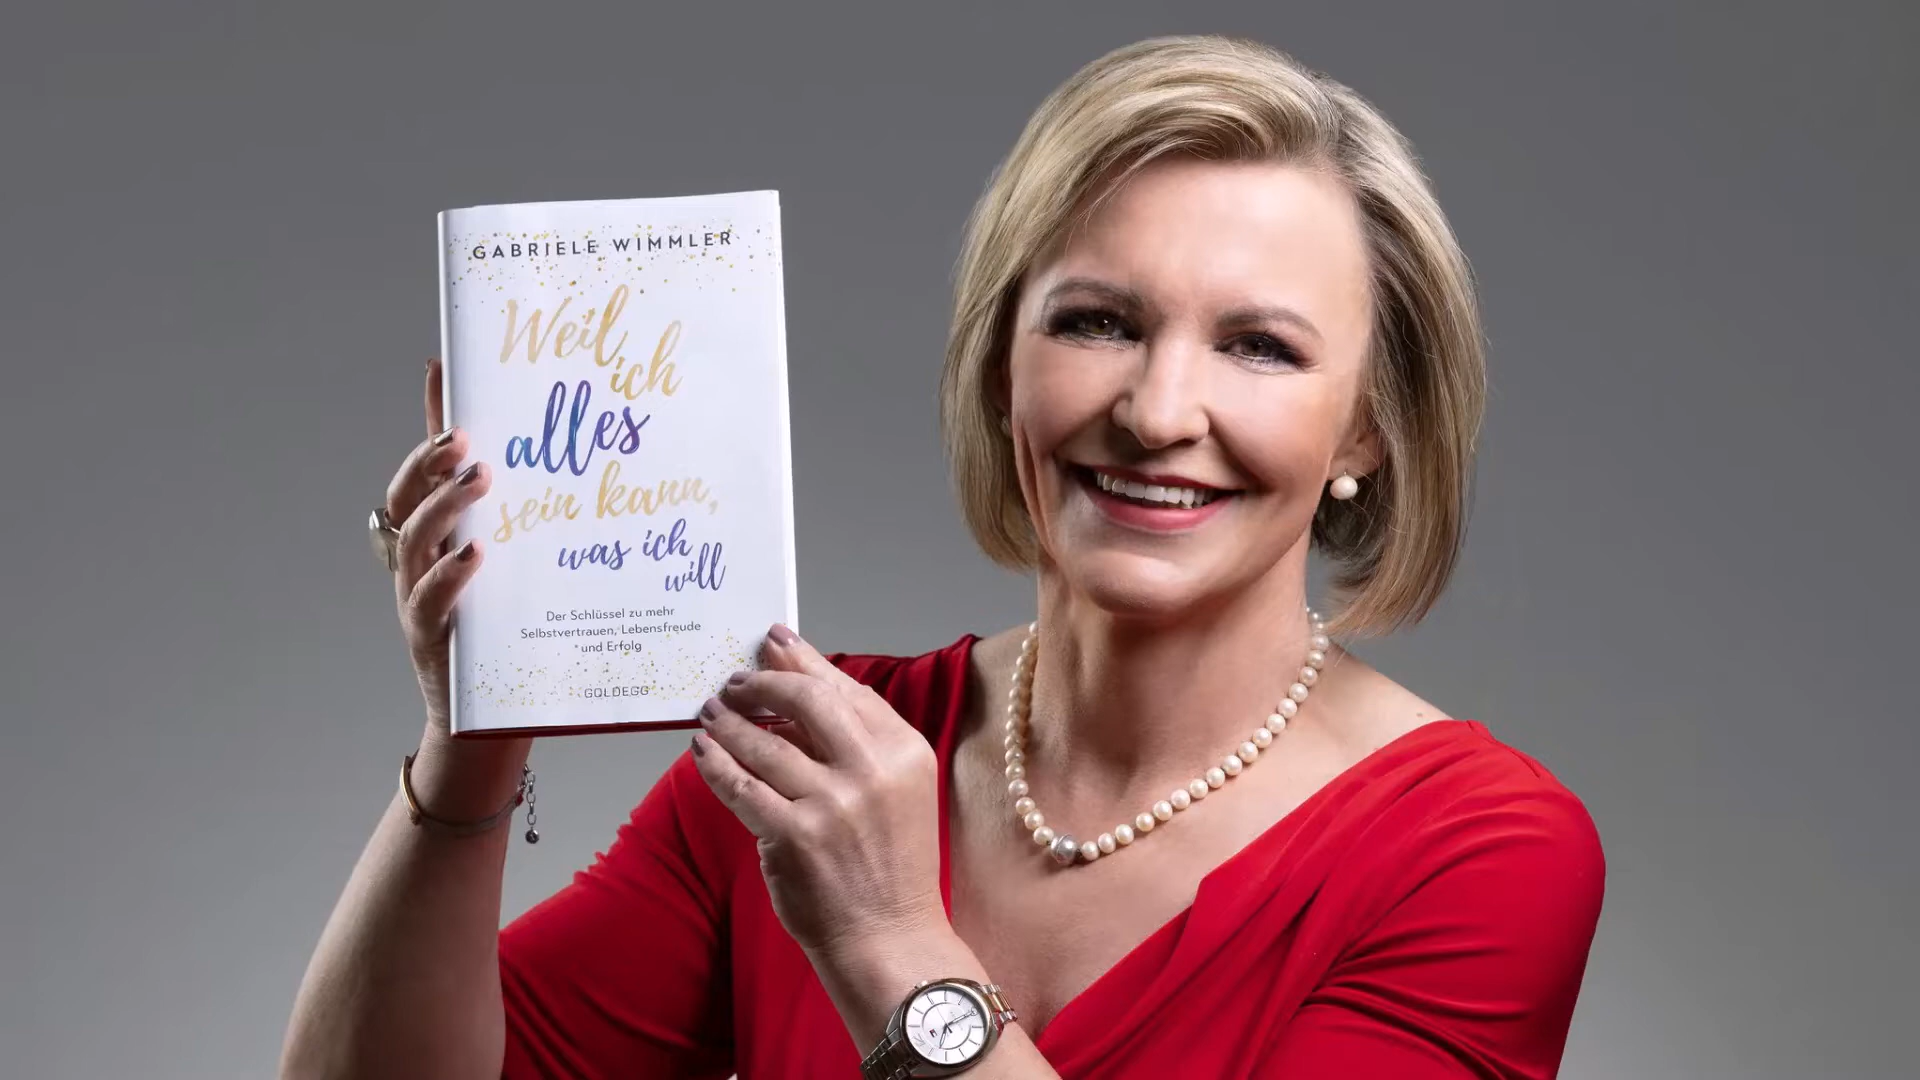 GABRIELE WIMMLER
Weil
ich
alles
sein kann,
was ich
will
Der Schlüssel zu mehr
Selbstvertrauen, Lebensfreude
und Erfolg
GOLDEGG